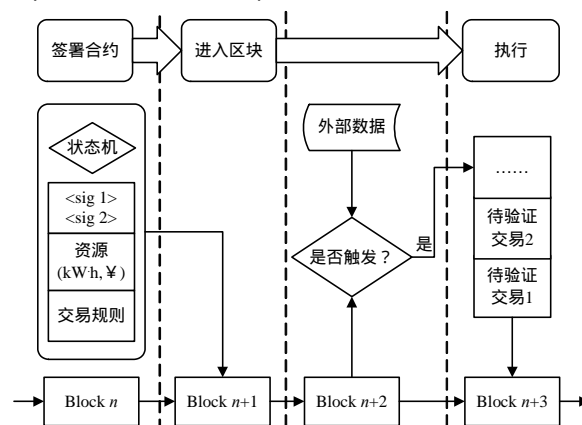 签署合约
进入区块
执行
状态机
<sig 1>
<sig 2>
资源
(kW·h,￥)
交易规则
外部数据
是否触发？
是
……
待验证
交易2
待验证
交易1
Block n
Block n+1
Block n+2
Block n+3